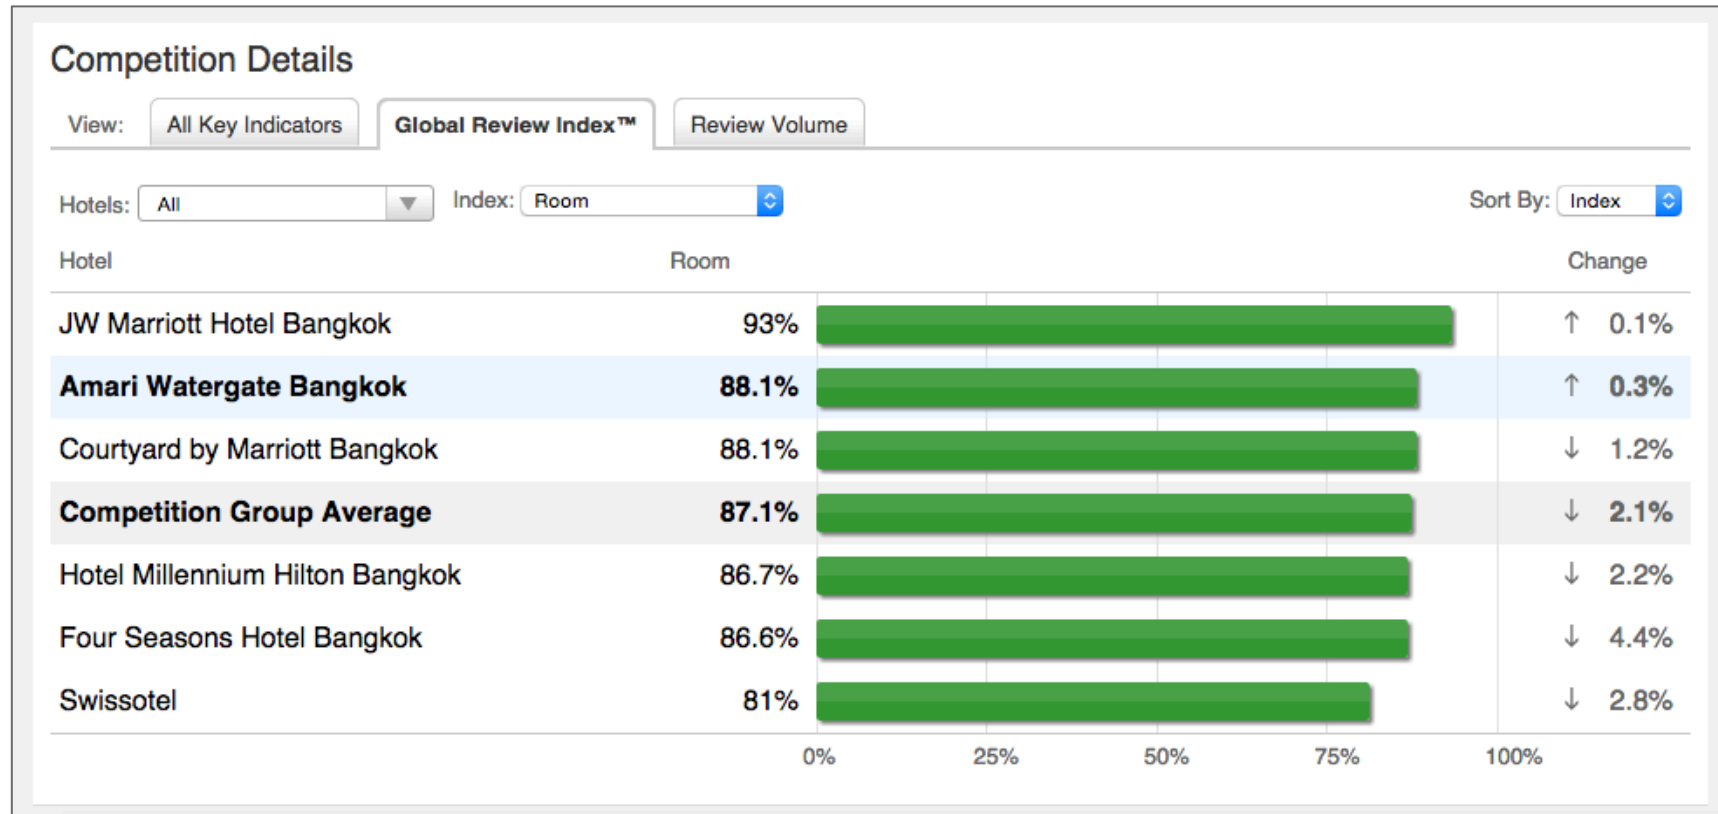 Competition Details
View: All Key Indicators Global Review Index™ Review Volume
Hotels: All Index: Room Sort By: Index
Hotel Room Change
JW Marriott Hotel Bangkok 93% ↑ 0.1%
Amari Watergate Bangkok 88.1% ↑ 0.3%
Courtyard by Marriott Bangkok 88.1% ↓ 1.2%
Competition Group Average 87.1% ↓ 2.1%
Hotel Millennium Hilton Bangkok 86.7% ↓ 2.2%
Four Seasons Hotel Bangkok 86.6% ↓ 4.4%
Swissotel 81% ↓ 2.8%
0% 25% 50% 75% 100%